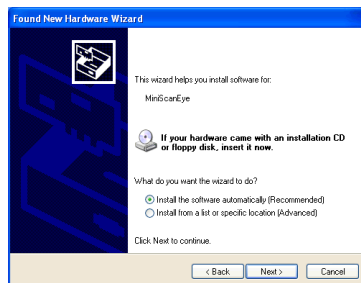 Found New Hardware Wizard
This wizard helps you install software for:
MiniScanEye
If your hardware came with an installation CD
or floppy disk, insert it now.
What do you want the wizard to do?
Install the software automatically (Recommended)
Install from a list or specific location (Advanced)
Click Next to continue.
< Back
Next >
Cancel